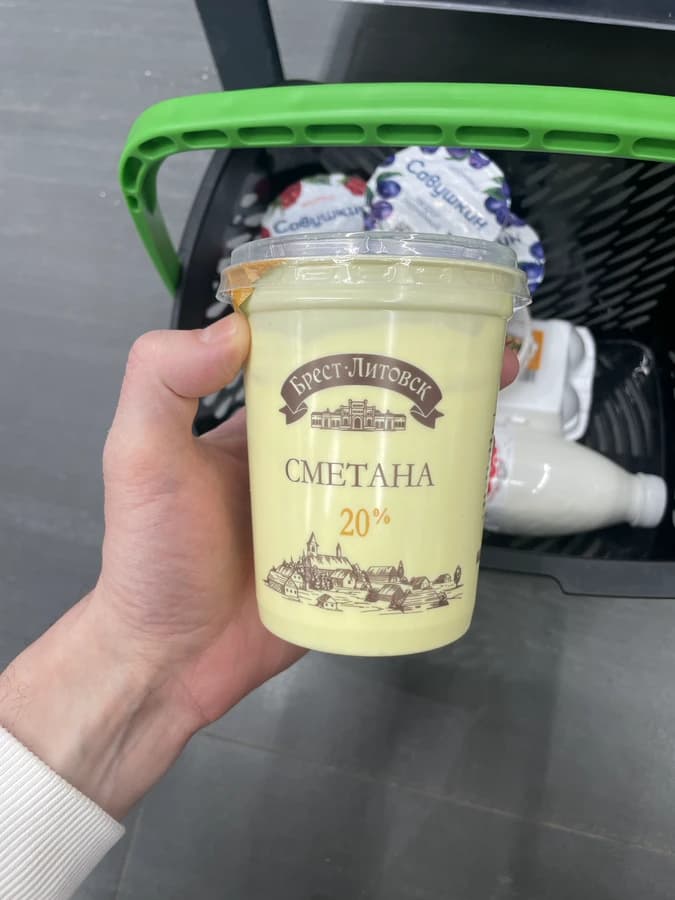 Савушкин
Савушкин
Брест-Литовск
СМЕТАНА
20%